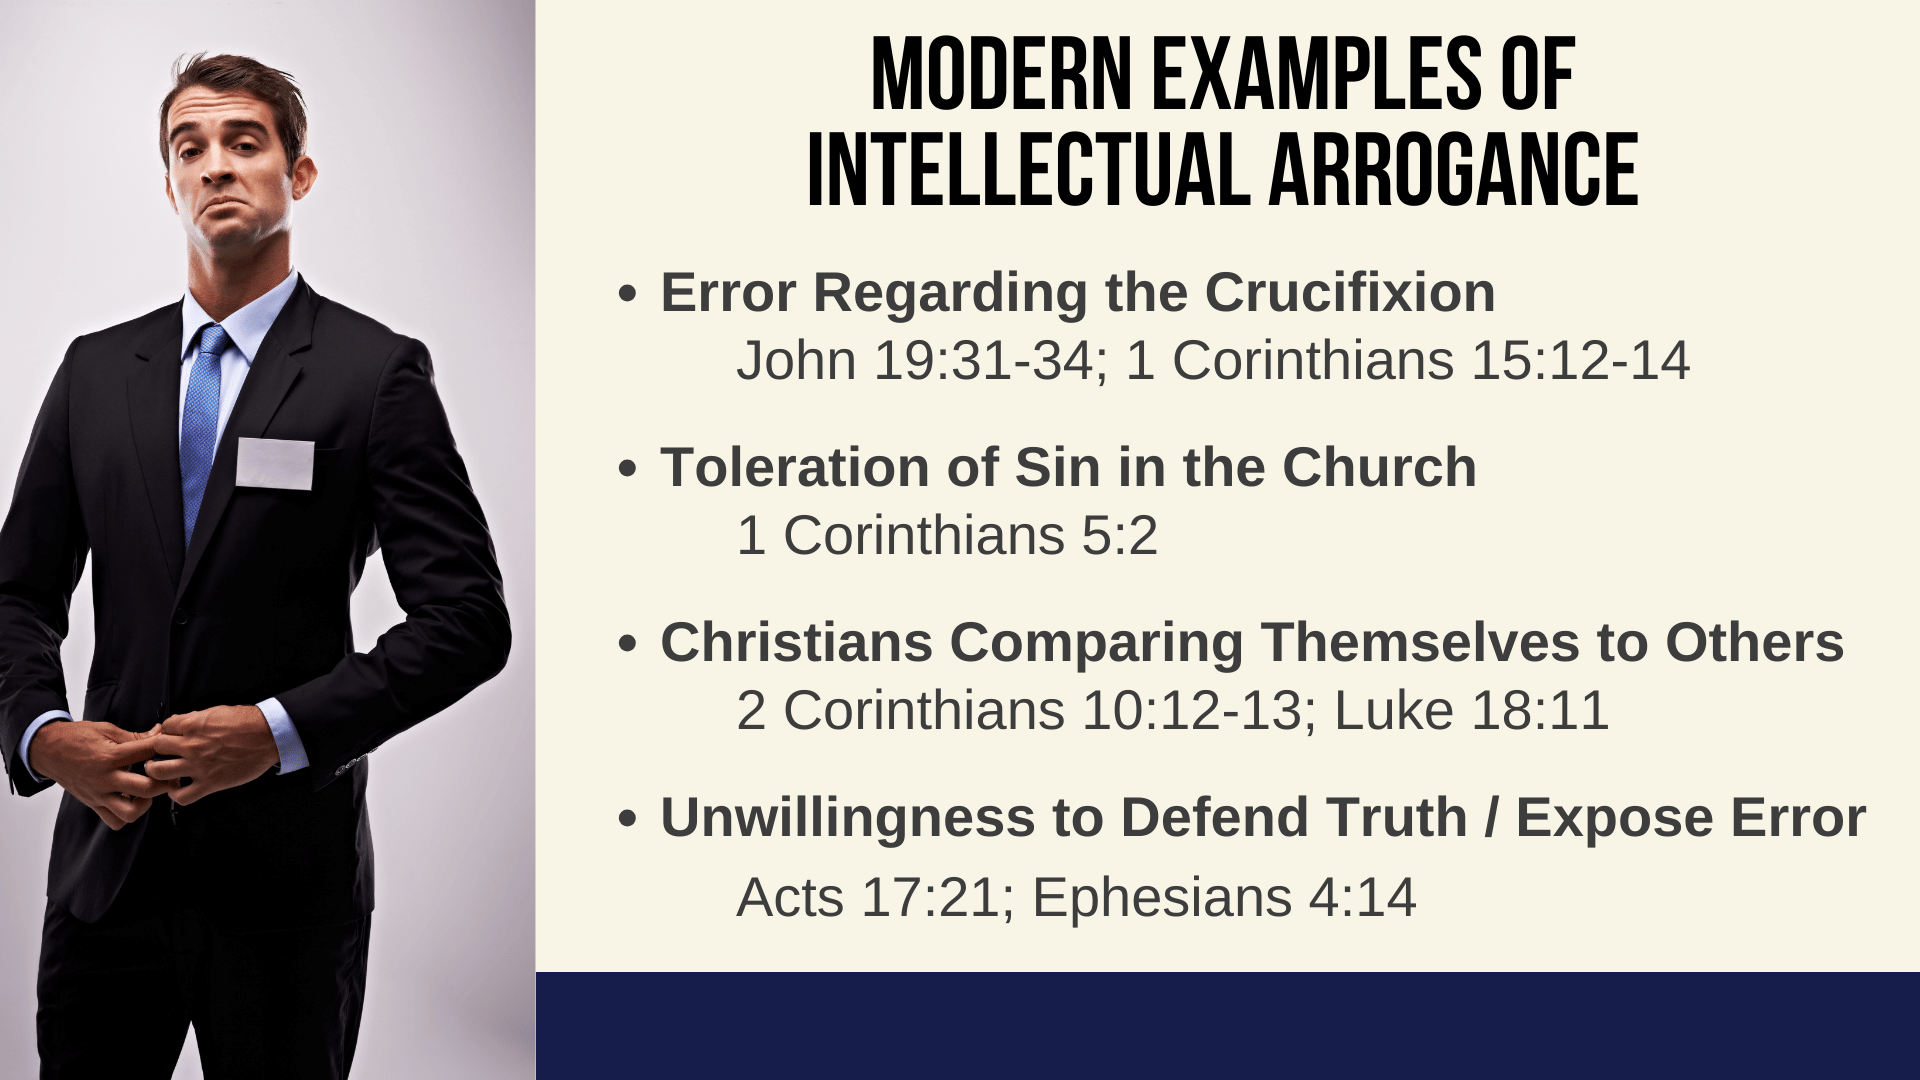 MODERN EXAMPLES OF
INTELLECTUAL ARROGANCE
• Error Regarding the Crucifixion
John 19:31-34; 1 Corinthians 15:12-14
• Toleration of Sin in the Church
1 Corinthians 5:2
• Christians Comparing Themselves to Others
2 Corinthians 10:12-13; Luke 18:11
• Unwillingness to Defend Truth / Expose Error
Acts 17:21; Ephesians 4:14